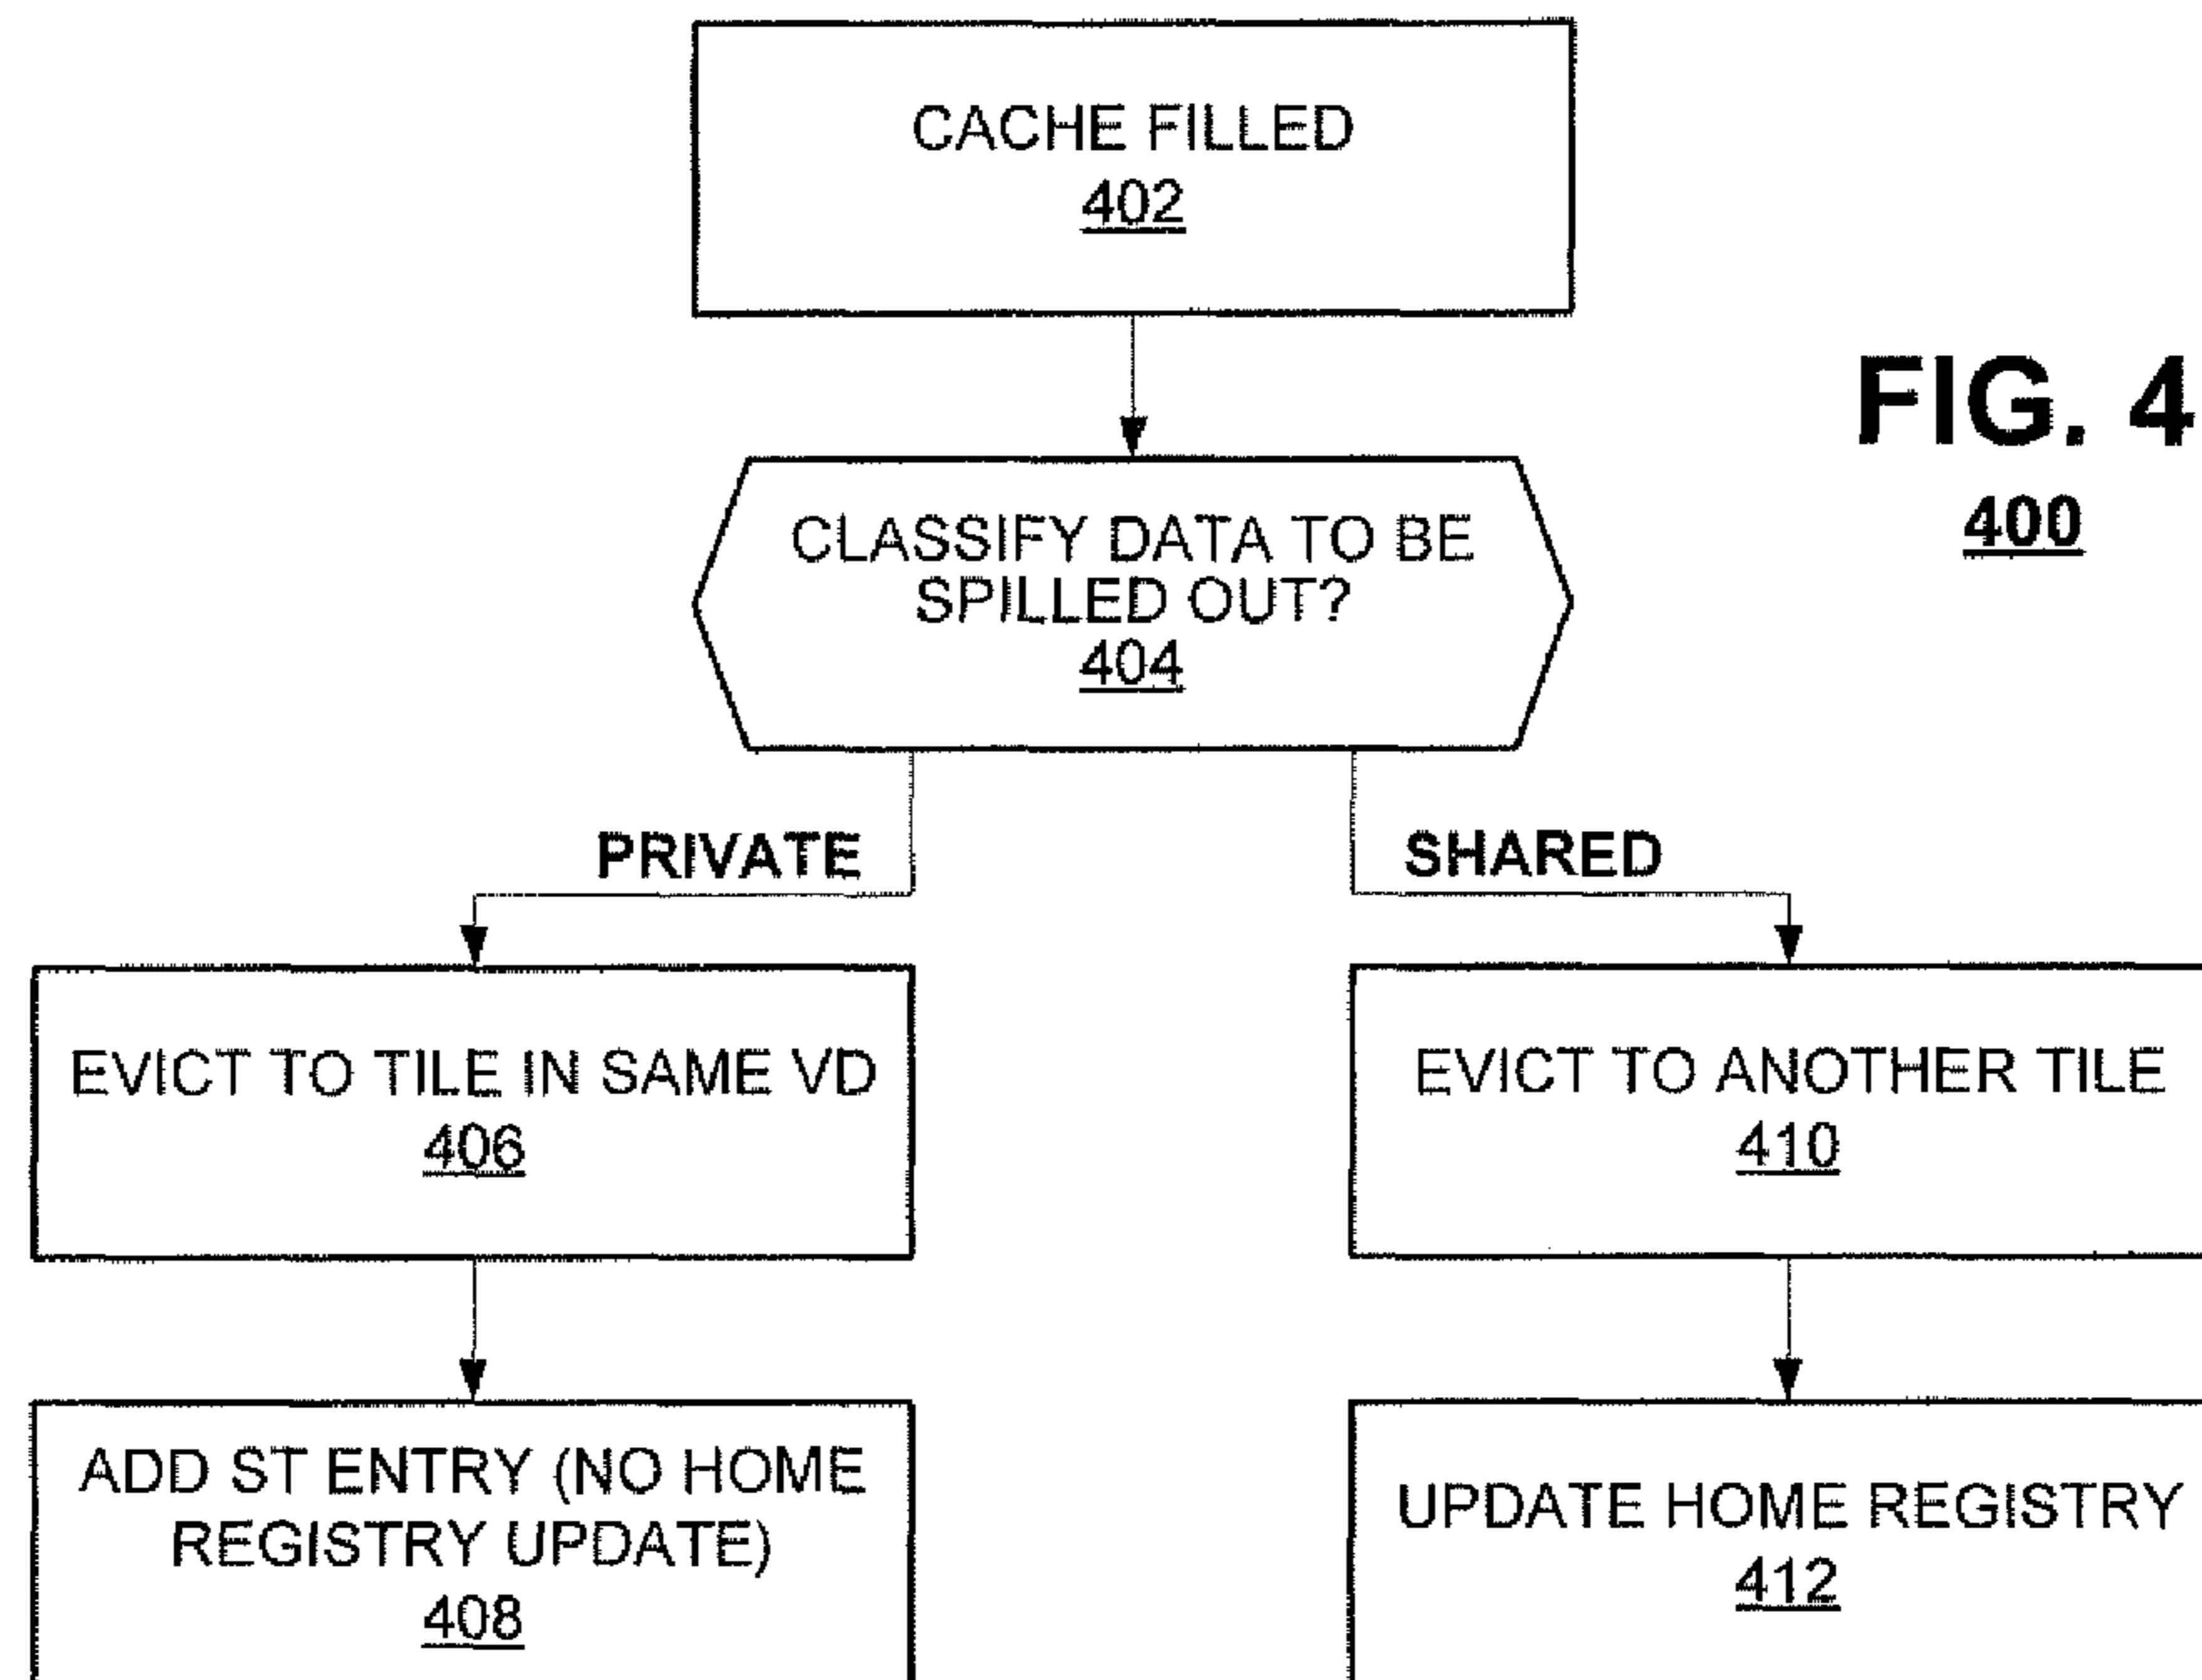 CACHE FILLED
402
FIG. 4
400
CLASSIFY DATA TO BE
SPILLED OUT?
404
PRIVATE
SHARED
EVICT TO TILE IN SAME VD
406
EVICT TO ANOTHER TILE
410
ADD ST ENTRY (NO HOME
REGISTRY UPDATE)
408
UPDATE HOME REGISTRY
412